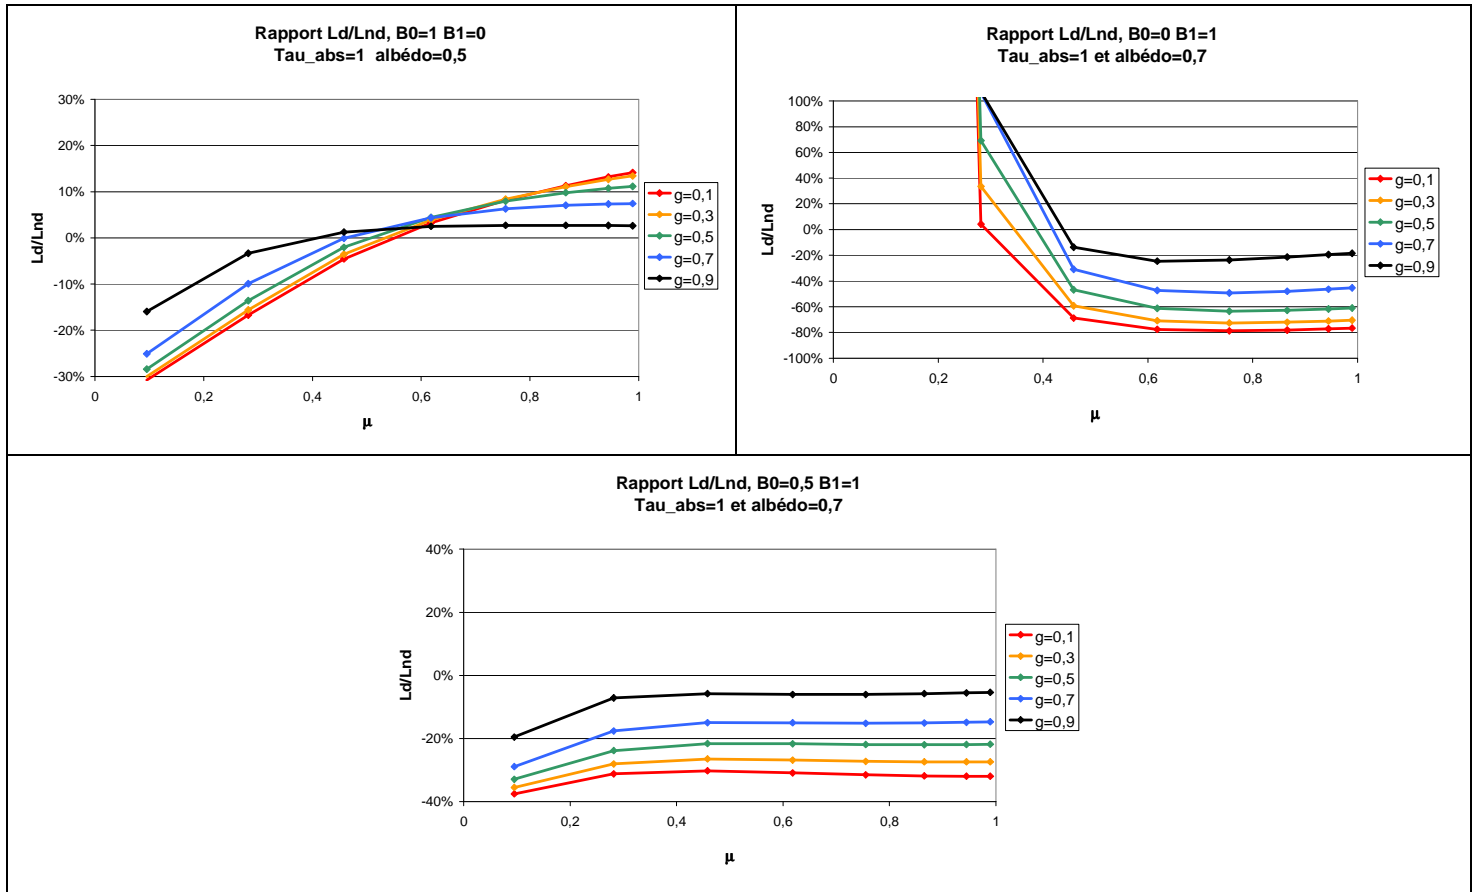 Rapport Ld/Lnd, B0=1 B1=0
Tau_abs=1 albédo=0,5
30%
20%
10%
0%
-10%
-20%
-30%
Ld/Lnd
0
0,2
0,4
0,6
0,8
1
μ
g=0,1
g=0,3
g=0,5
g=0,7
g=0,9
Rapport Ld/Lnd, B0=0 B1=1
Tau_abs=1 et albédo=0,7
100%
80%
60%
40%
20%
0%
-20%
-40%
-60%
-80%
-100%
Ld/Lnd
0
0,2
0,4
0,6
0,8
1
μ
g=0,1
g=0,3
g=0,5
g=0,7
g=0,9
Rapport Ld/Lnd, B0=0,5 B1=1
Tau_abs=1 et albédo=0,7
40%
20%
0%
-20%
-40%
Ld/Lnd
0
0,2
0,4
0,6
0,8
1
μ
g=0,1
g=0,3
g=0,5
g=0,7
g=0,9